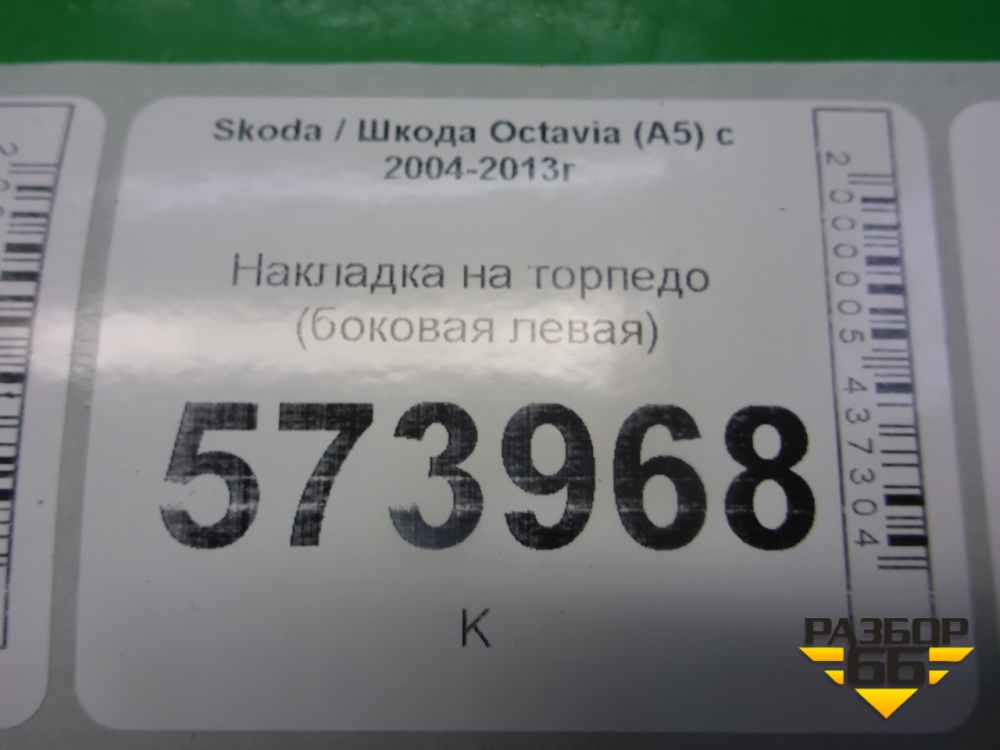 Skoda / Шкода Octavia (A5) с
2004-2013г
Накладка на торпедо
(боковая левая)
573968
К
2000005437304
РАЗБОР
66